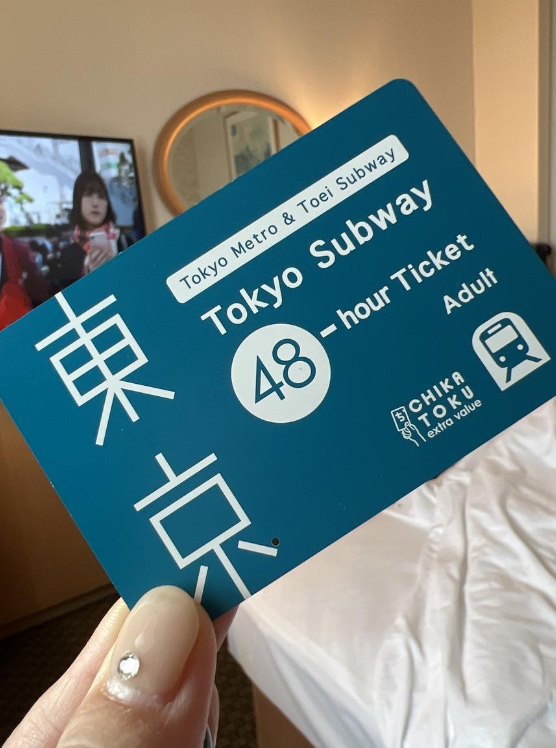 Tokyo Metro & Toei Subway
Tokyo Subway
48-hour Ticket
Adult
東京
CHIKA
TOKU
extra value